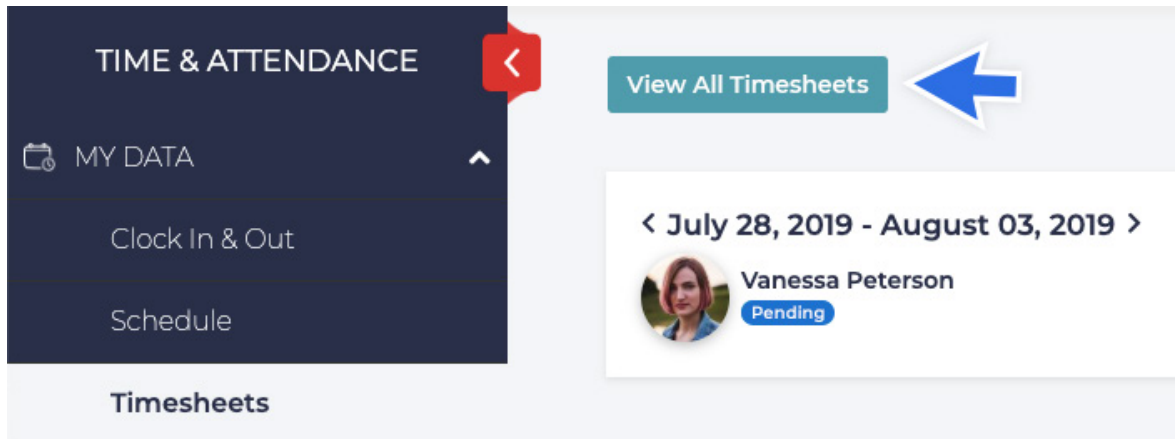 TIME & ATTENDANCE
MY DATA
Clock In & Out
Schedule
Timesheets
View All Timesheets
< July 28, 2019 - August 03, 2019 >
Vanessa Peterson
Pending